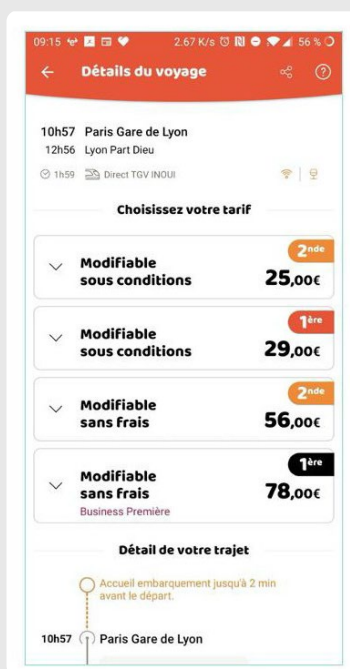 09:15 2.67 K/s 56 %
Détails du voyage
10h57 Paris Gare de Lyon
12h56 Lyon Part Dieu
1h59 Direct TGV INOUI
Choisissez votre tarif
2nde
Modifiable
sous conditions
25,00€
1ère
Modifiable
sous conditions
29,00€
2nde
Modifiable
sans frais
56,00€
1ère
Modifiable
sans frais
78,00€
Business Première
Détail de votre trajet
Accueil embarquement jusqu'à 2 min
avant le départ.
10h57 Paris Gare de Lyon